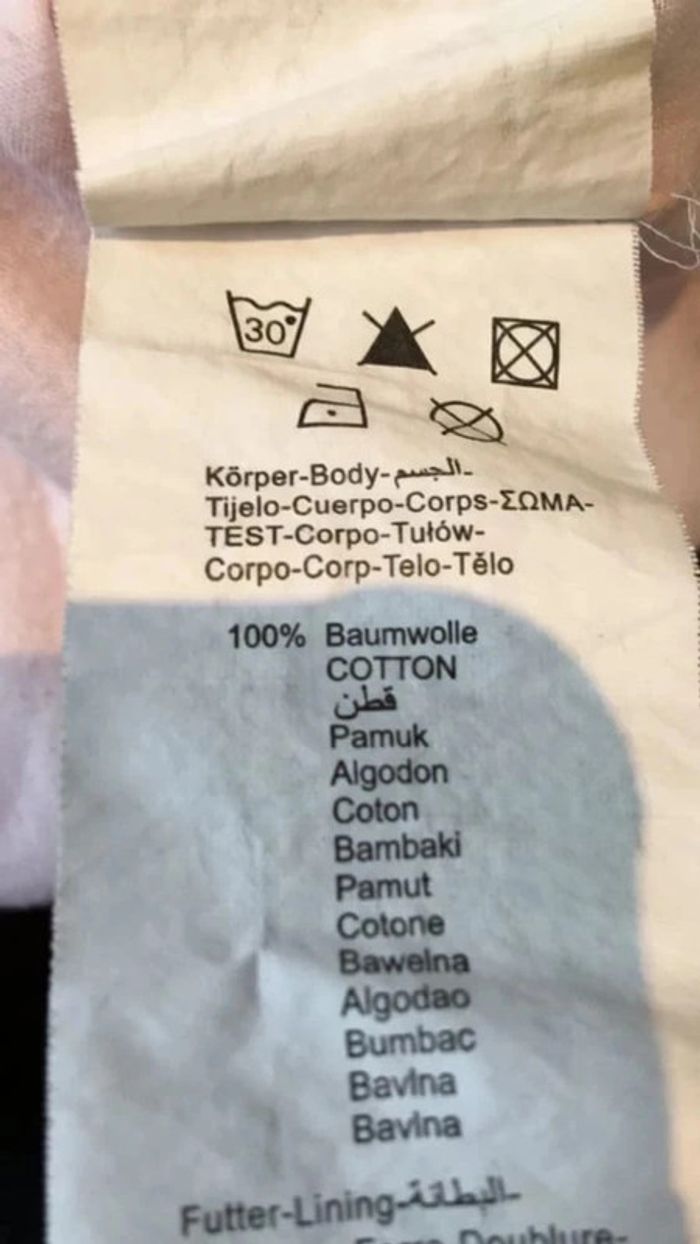 30°
Körper-Body-الجسم-
Tijelo-Cuerpo-Corps-ΣΩΜΑ-
TEST-Corpo-Tułów-
Corpo-Corp-Telo-Tělo
100% Baumwolle
COTTON
قطن
Pamuk
Algodon
Coton
Bambaki
Pamut
Cotone
Bawelna
Algodao
Bumbac
Bavlna
Bavlna
Futter-Lining-البطانة-
Doublure-